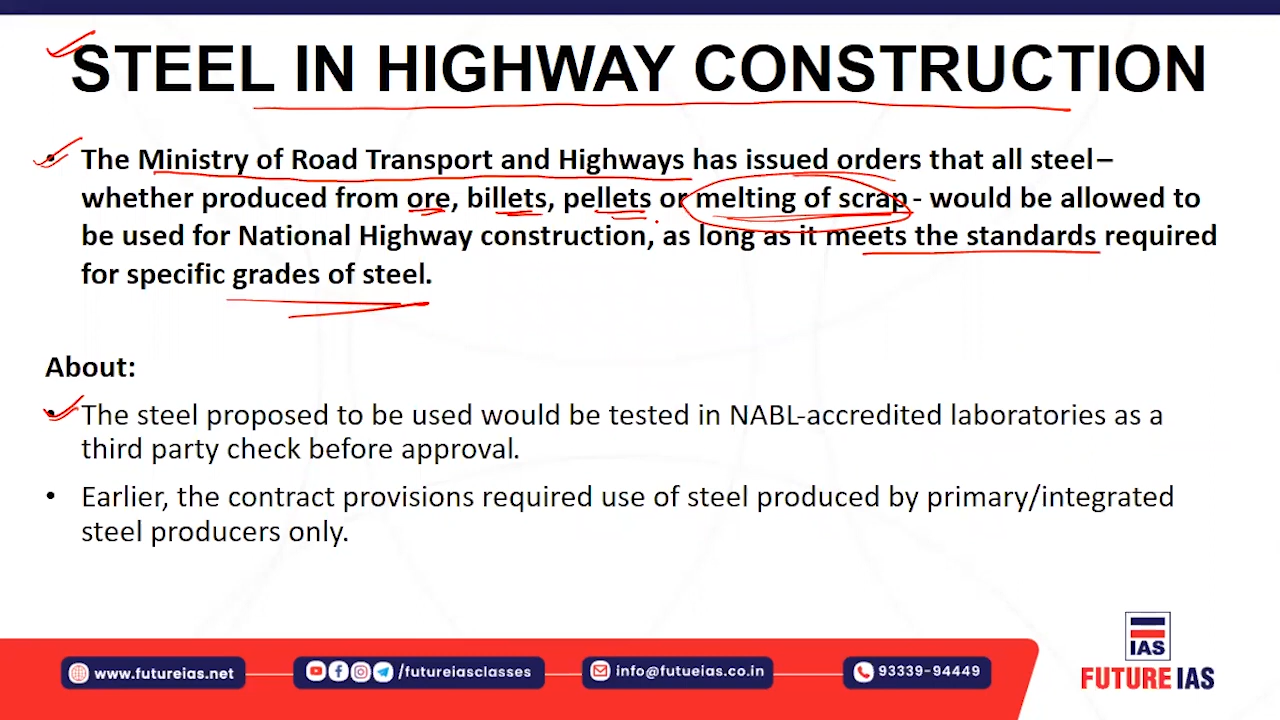 STEEL IN HIGHWAY CONSTRUCTION
• The Ministry of Road Transport and Highways has issued orders that all steel –
whether produced from ore, billets, pellets or melting of scrap - would be allowed to
be used for National Highway construction, as long as it meets the standards required
for specific grades of steel.
About:
• The steel proposed to be used would be tested in NABL-accredited laboratories as a
third party check before approval.
• Earlier, the contract provisions required use of steel produced by primary/integrated
steel producers only.
IAS
FUTURE IAS
www.futureias.net
/futureiasclasses
info@futueias.co.in
93339-94449